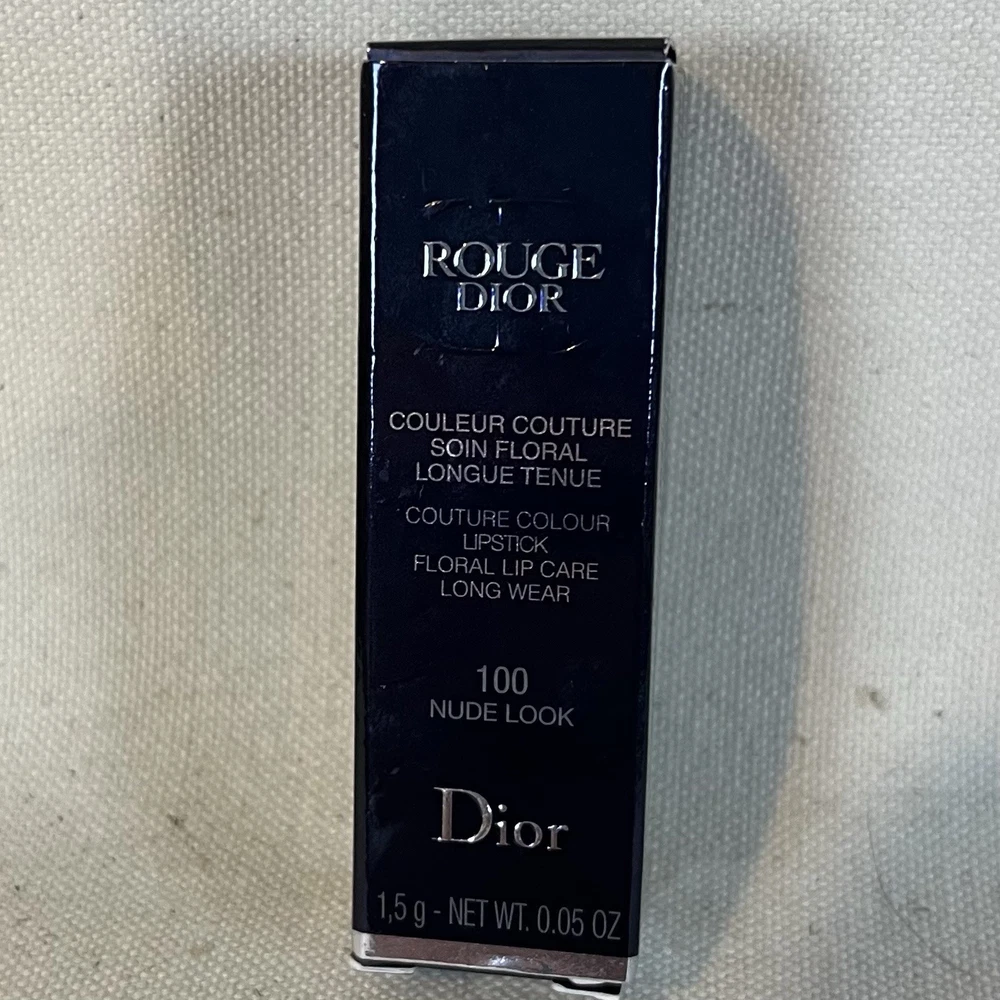 ROUGE
DIOR
COULEUR COUTURE
SOIN FLORAL
LONGUE TENUE
COUTURE COLOUR
LIPSTICK
FLORAL LIP CARE
LONG WEAR
100
NUDE LOOK
Dior
1,5 g - NET WT. 0.05 OZ